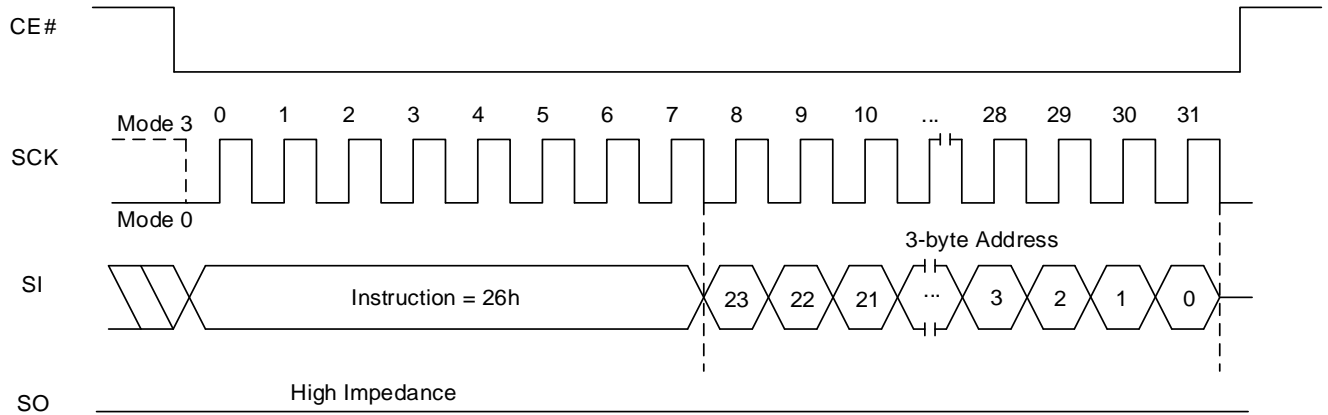 CE#
0 1 2 3 4 5 6 7 8 9 10 ... 28 29 30 31
Mode 3
SCK
Mode 0
3-byte Address
SI
Instruction = 26h 23 22 21 ... 3 2 1 0
High Impedance
SO